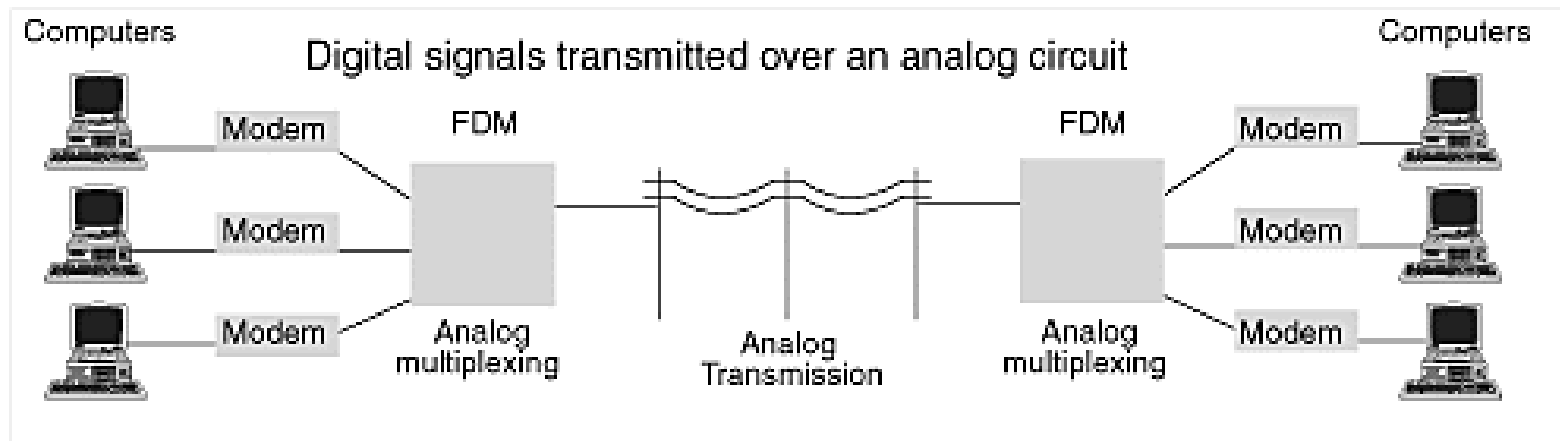 Computers
Digital signals transmitted over an analog circuit
Computers
Modem
FDM
FDM
Modem
Modem
Modem
Modem
Analog
multiplexing
Analog
Transmission
Analog
multiplexing
Modem